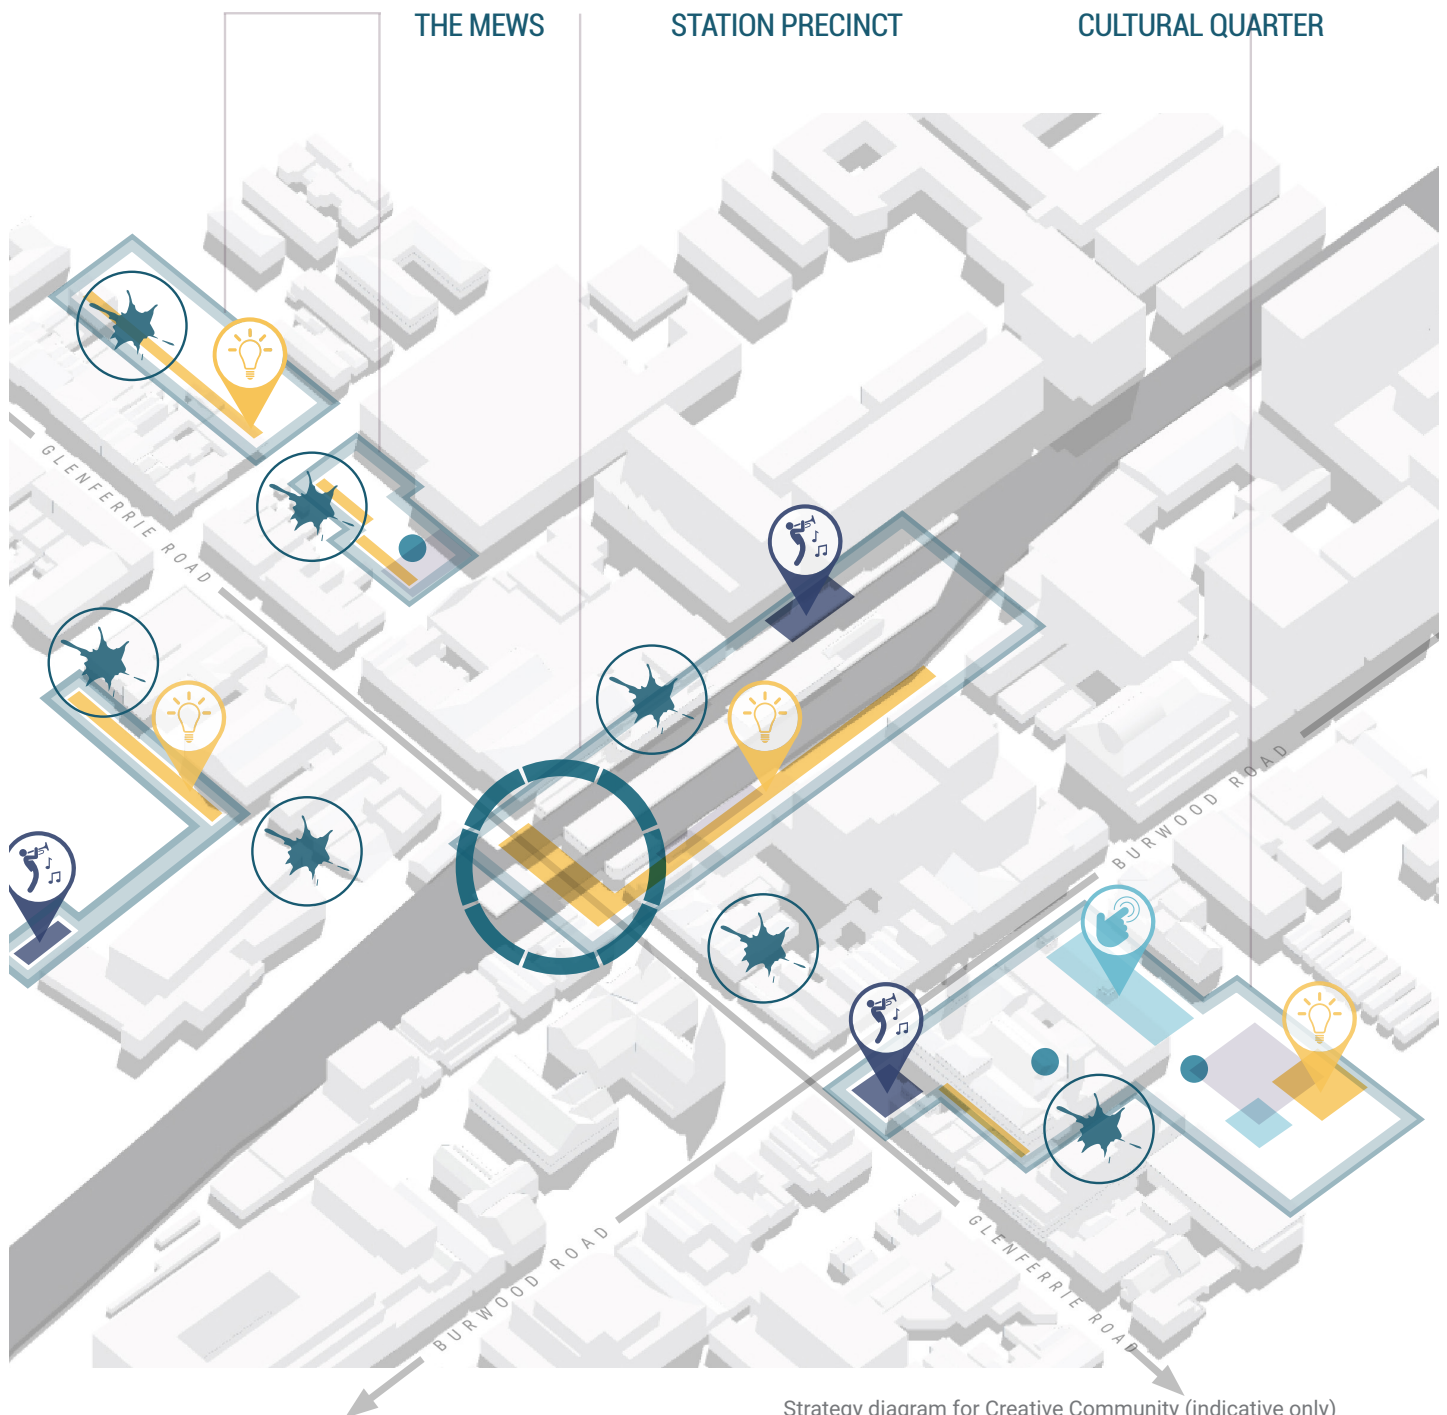 THE MEWS
STATION PRECINCT
CULTURAL QUARTER
GLENFERRIE ROAD
BURWOOD ROAD
BURWOOD ROAD
GLENFERRIE ROAD
Strategy diagram for Creative Community (indicative only)